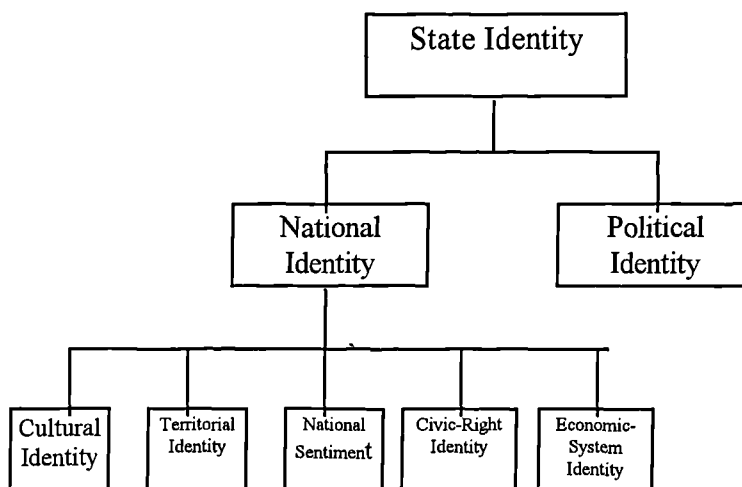 State Identity
National
Identity
Political
Identity
Cultural
Identity
Territorial
Identity
National
Sentiment
Civic-Right
Identity
Economic-
System
Identity